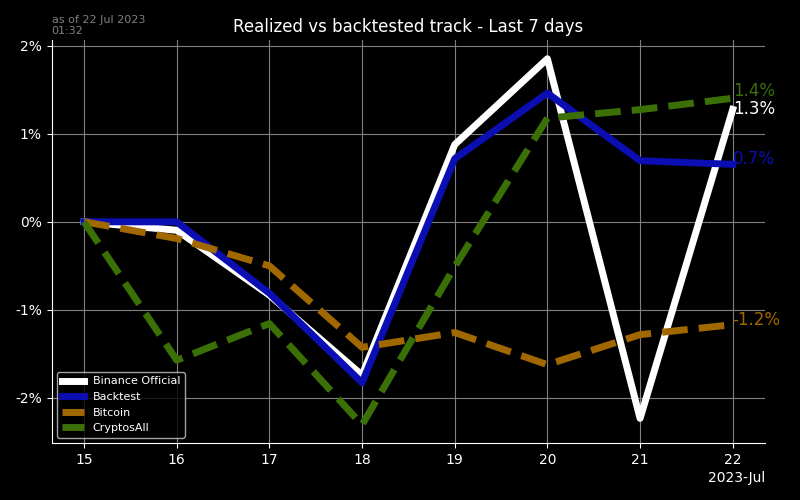 as of 22 Jul 2023
01:32
Realized vs backtested track - Last 7 days
2%
1%
0%
-1%
-2%
1.4%
1.3%
0.7%
-1.2%
Binance Official
Backtest
Bitcoin
CryptosAll
15 16 17 18 19 20 21 22
2023-Jul